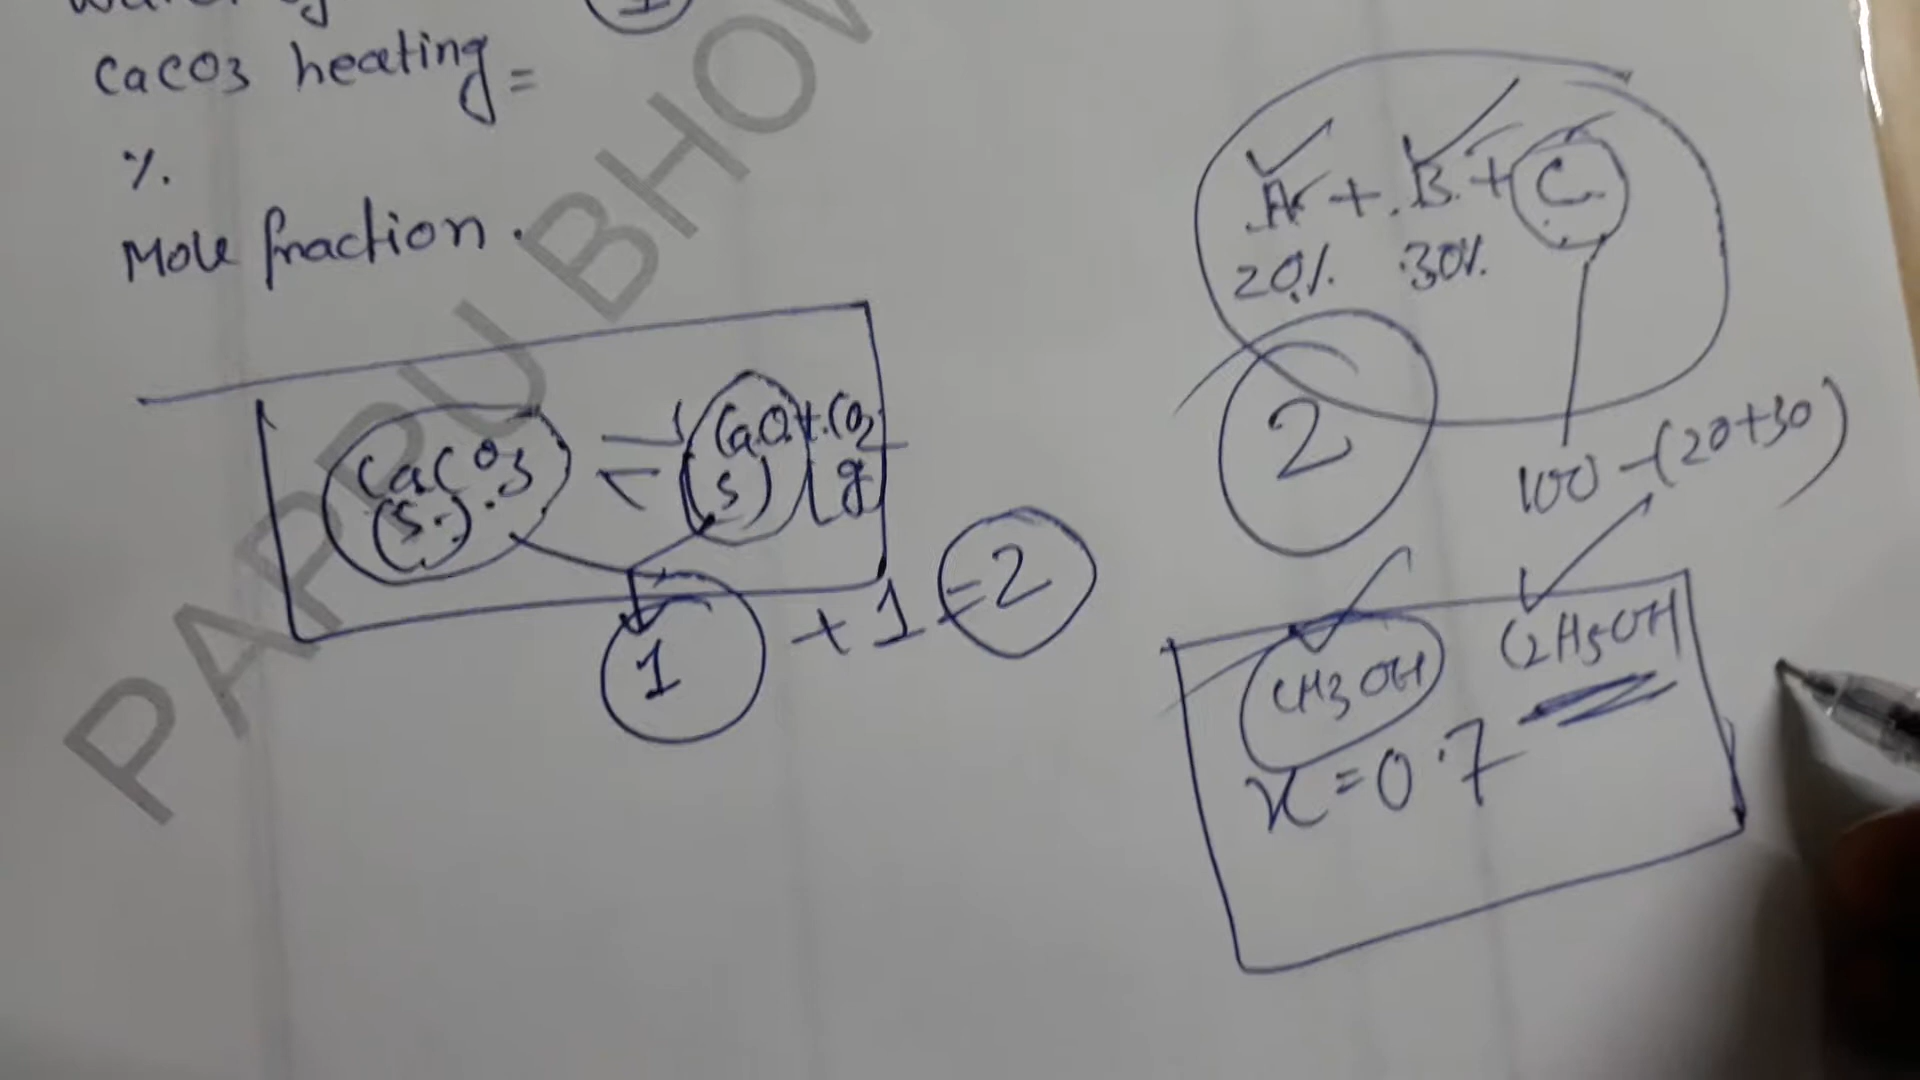 CaCO3 heating =
%.
Mole fraction.
CaCO3 ⇌ CaO + CO2
(s) (s) (g)
1 + 1 = 2
A + B + C
20% 30%
2
100 - (20+30)
CH3OH C2H5OH
x = 0.7
PAPU BHOW